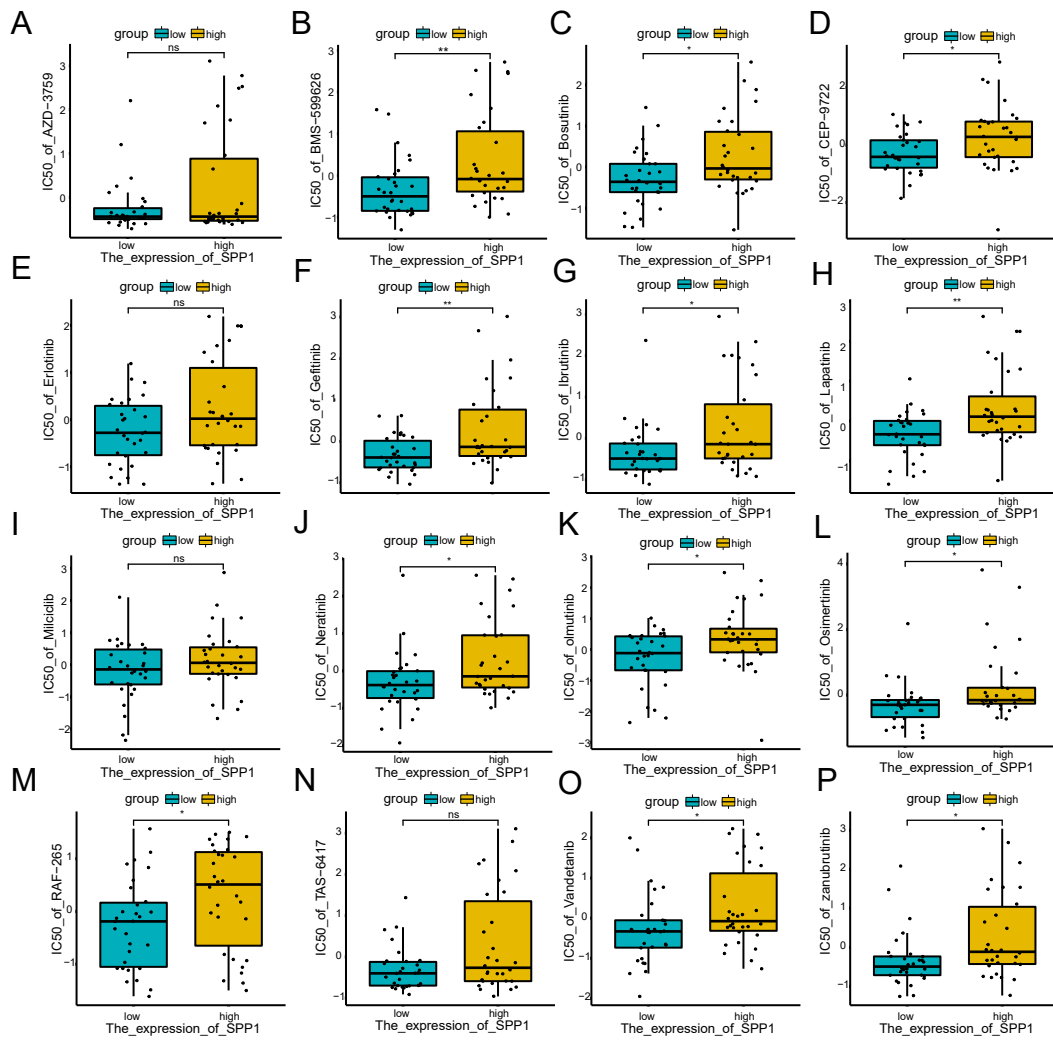 A
group low high
ns
IC50_of_AZD−3759
3
2
1
0
low high
The_expression_of_SPP1
B
group low high
**
IC50_of_BMS−599626
3
2
1
0
−1
low high
The_expression_of_SPP1
C
group low high
*
IC50_of_Bosutinib
2
1
0
−1
low high
The_expression_of_SPP1
D
group low high
*
IC50_of_CEP−9722
2
0
−2
low high
The_expression_of_SPP1
E
group low high
ns
IC50_of_Erlotinib
2
1
0
−1
low high
The_expression_of_SPP1
F
group low high
**
IC50_of_Gefitinib
3
2
1
0
−1
low high
The_expression_of_SPP1
G
group low high
*
IC50_of_Ibrutinib
3
2
1
0
−1
low high
The_expression_of_SPP1
H
group low high
**
IC50_of_Lapatinib
3
2
1
0
−1
low high
The_expression_of_SPP1
I
group low high
ns
IC50_of_Milciclib
3
2
1
0
−1
−2
low high
The_expression_of_SPP1
J
group low high
*
IC50_of_Neratinib
3
2
1
0
−1
−2
low high
The_expression_of_SPP1
K
group low high
*
IC50_of_olmutinib
2
1
0
−1
−2
−3
low high
The_expression_of_SPP1
L
group low high
*
IC50_of_Osimertinib
4
2
0
low high
The_expression_of_SPP1
M
group low high
*
IC50_of_RAF−265
1
0
−1
low high
The_expression_of_SPP1
N
group low high
ns
IC50_of_TAS−6417
3
2
1
0
−1
low high
The_expression_of_SPP1
O
group low high
*
IC50_of_Vandetanib
2
1
0
−1
−2
low high
The_expression_of_SPP1
P
group low high
*
IC50_of_zanubrutinib
3
2
1
0
−1
low high
The_expression_of_SPP1